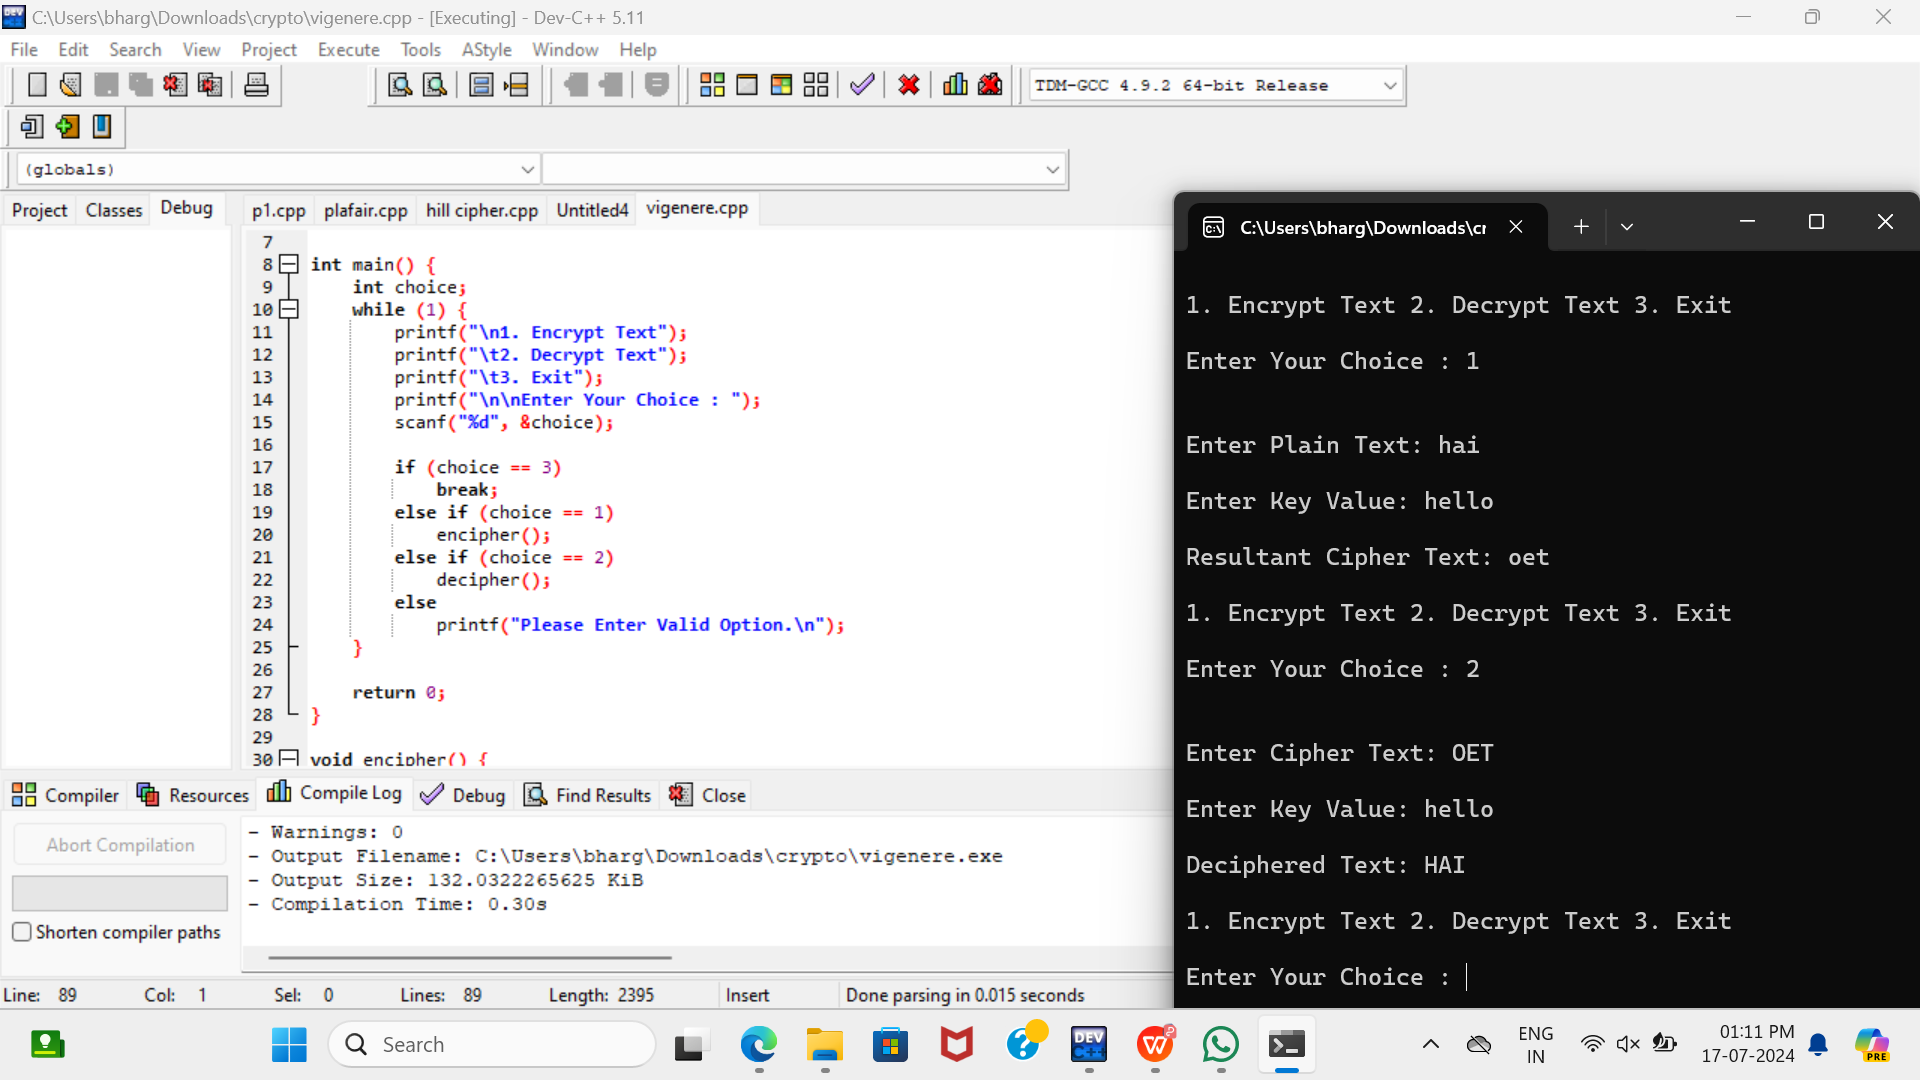 C:\Users\bharg\Downloads\crypto\vigenere.cpp - [Executing] - Dev-C++ 5.11
File Edit Search View Project Execute Tools AStyle Window Help
TDM-GCC 4.9.2 64-bit Release
(globals)
Project Classes Debug
p1.cpp plafair.cpp hill cipher.cpp Untitled4 vigenere.cpp
7
8 int main() {
9 int choice;
10 while (1) {
11 printf("\n1. Encrypt Text");
12 printf("\t2. Decrypt Text");
13 printf("\t3. Exit");
14 printf("\n\nEnter Your Choice : ");
15 scanf("%d", &choice);
16
17 if (choice == 3)
18 break;
19 else if (choice == 1)
20 encipher();
21 else if (choice == 2)
22 decipher();
23 else
24 printf("Please Enter Valid Option.\n");
25 }
26
27 return 0;
28 }
29
30 void encipher() {
C:\Users\bharg\Downloads\cr
1. Encrypt Text 2. Decrypt Text 3. Exit
Enter Your Choice : 1
Enter Plain Text: hai
Enter Key Value: hello
Resultant Cipher Text: oet
1. Encrypt Text 2. Decrypt Text 3. Exit
Enter Your Choice : 2
Enter Cipher Text: OET
Enter Key Value: hello
Deciphered Text: HAI
1. Encrypt Text 2. Decrypt Text 3. Exit
Enter Your Choice :
Compiler Resources Compile Log Debug Find Results Close
Abort Compilation
Shorten compiler paths
- Warnings: 0
- Output Filename: C:\Users\bharg\Downloads\crypto\vigenere.exe
- Output Size: 132.0322265625 KiB
- Compilation Time: 0.30s
Line: 89 Col: 1 Sel: 0 Lines: 89 Length: 2395 Insert Done parsing in 0.015 seconds
Search
DEV C++
ENG
IN
01:11 PM
17-07-2024
PRE